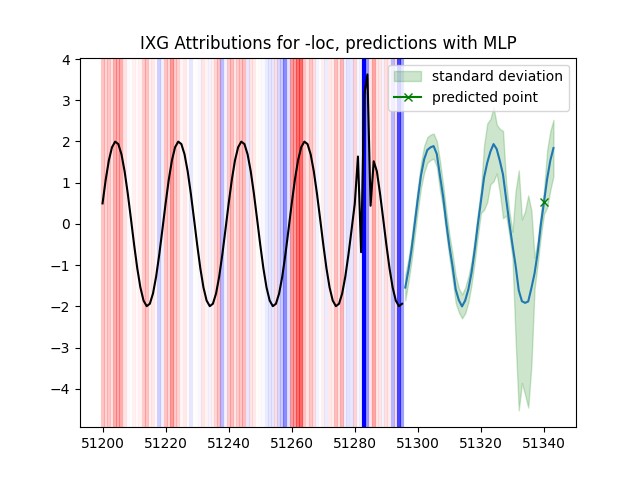 IXG Attributions for -loc, predictions with MLP
standard deviation
predicted point
4
3
2
1
0
−1
−2
−3
−4
51200 51220 51240 51260 51280 51300 51320 51340